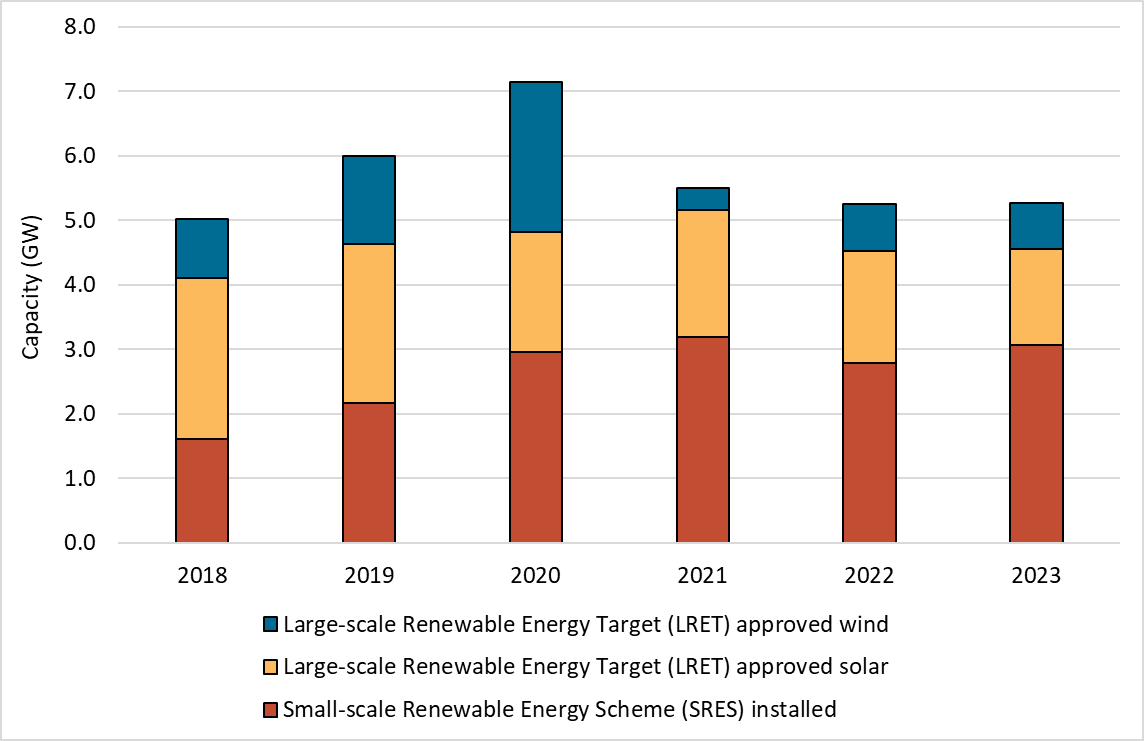 8.0
7.0
6.0
5.0
4.0
3.0
2.0
1.0
0.0
Capacity (GW)
2018 2019 2020 2021 2022 2023
Large-scale Renewable Energy Target (LRET) approved wind
Large-scale Renewable Energy Target (LRET) approved solar
Small-scale Renewable Energy Scheme (SRES) installed